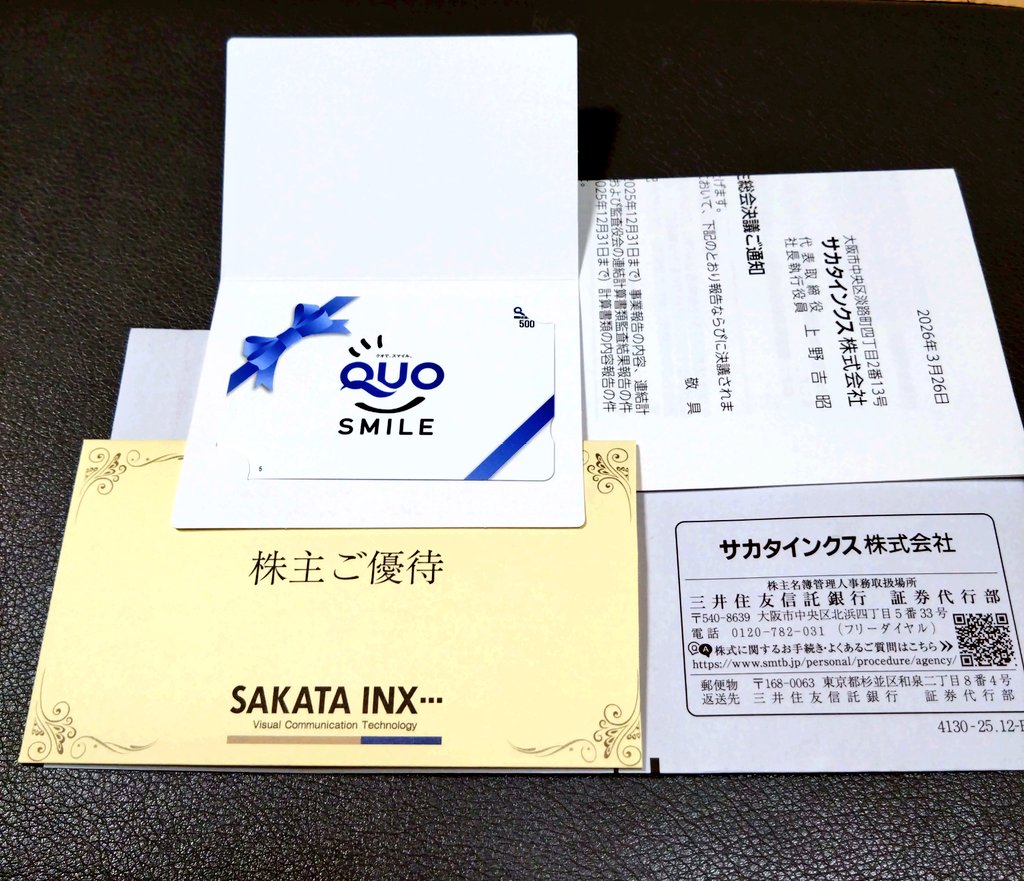 500
クオで、スマイル。
QUO
SMILE
5
株主ご優待
SAKATA INX
Visual Communication Technology
2026年3月26日
大阪市中央区淡路町四丁目2番13号
サカタインクス株式会社
代表取締役
社長執行役員
上野吉昭
総会決議ご通知
げます。
おいて、下記のとおり報告ならびに決議されま
敬具
2025年12月31日まで）事業報告の内容、連結計
および監査役会の連結計算書類監査結果報告の件
025年12月31日まで）計算書類の内容報告の件
サカタインクス株式会社
株主名簿管理人事務取扱場所
三井住友信託銀行 証券代行部
〒540-8639 大阪市中央区北浜四丁目5番33号
電話 0120-782-031 （フリーダイヤル）
QA 株式に関するお手続き・よくあるご質問はこちら
https://www.smtb.jp/personal/procedure/agency/
郵便物 〒168-0063 東京都杉並区和泉二丁目8番4号
返送先 三井住友信託銀行 証券代行部
4130-25.12-